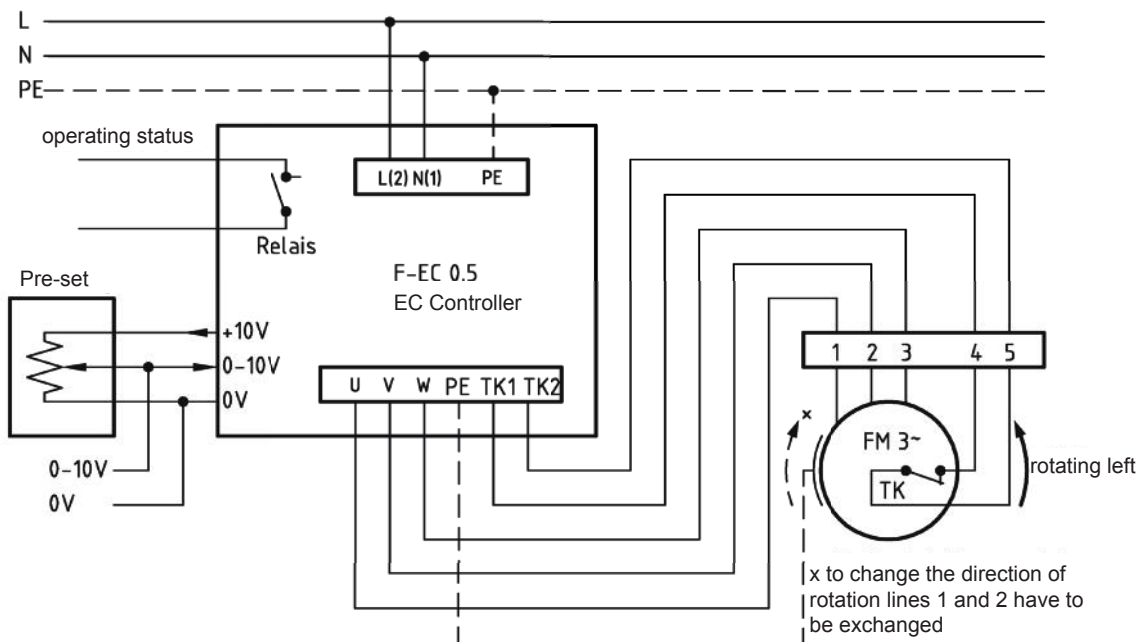 L
N
PE
operating status
L(2) N(1) PE
Relais
F-EC 0.5
EC Controller
Pre-set
+10V
0-10V
0V
0-10V
0V
U V W PE TK1 TK2
1 2 3 4 5
x
FM 3~
TK
rotating left
x to change the direction of
rotation lines 1 and 2 have to
be exchanged